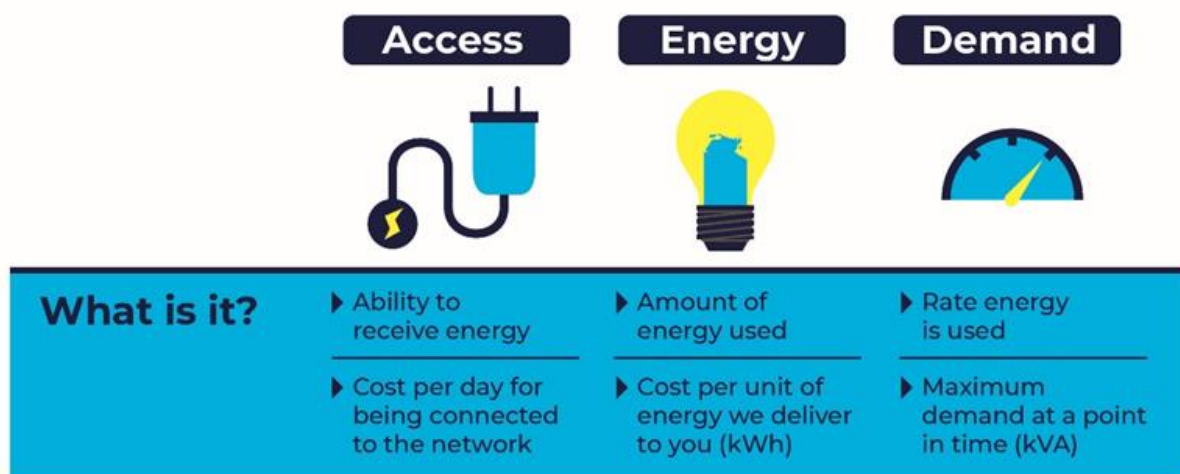 Access
Energy
Demand
What is it?
Ability to
receive energy
Cost per day for
being connected
to the network
Amount of
energy used
Cost per unit of
energy we deliver
to you (kWh)
Rate energy
is used
Maximum
demand at a point
in time (kVA)